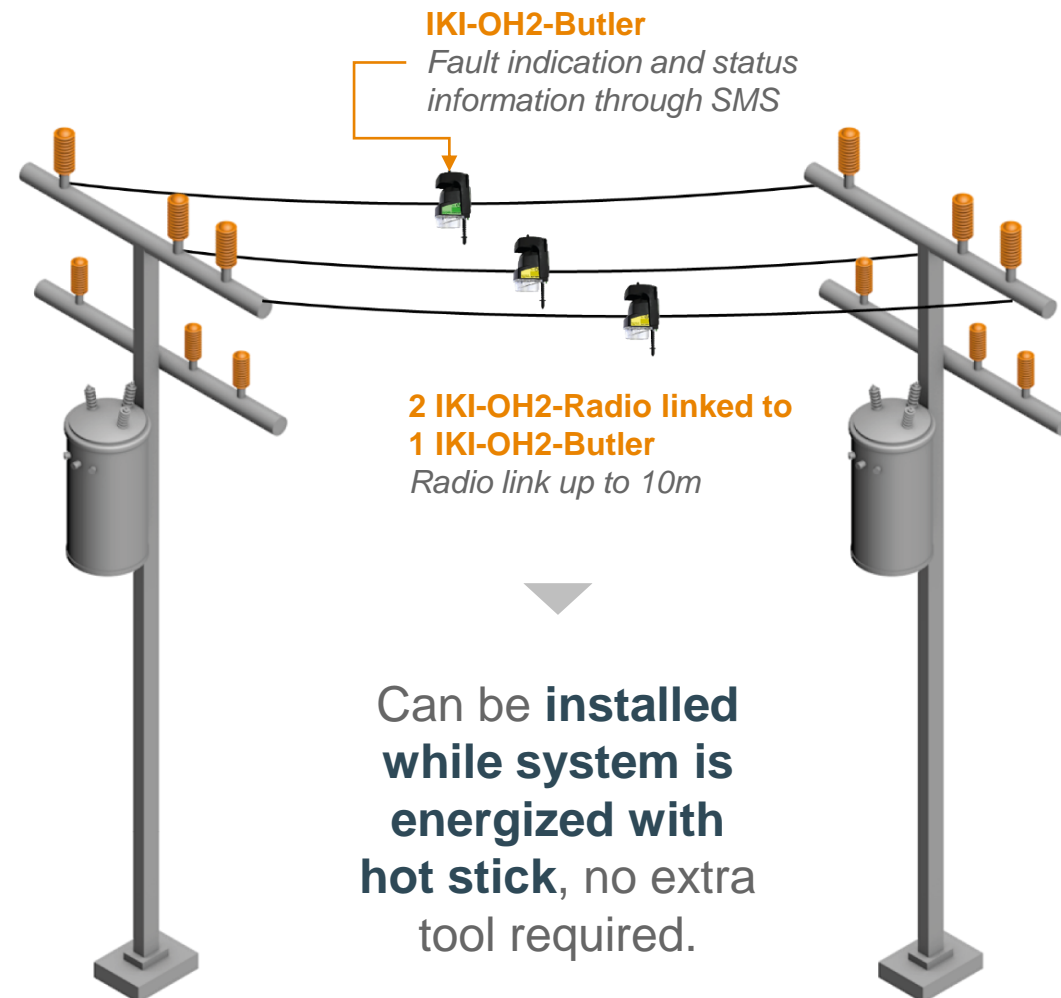 IKI-OH2-Butler
Fault indication and status
information through SMS
2 IKI-OH2-Radio linked to
1 IKI-OH2-Butler
Radio link up to 10m
Can be installed
while system is
energized with
hot stick, no extra
tool required.